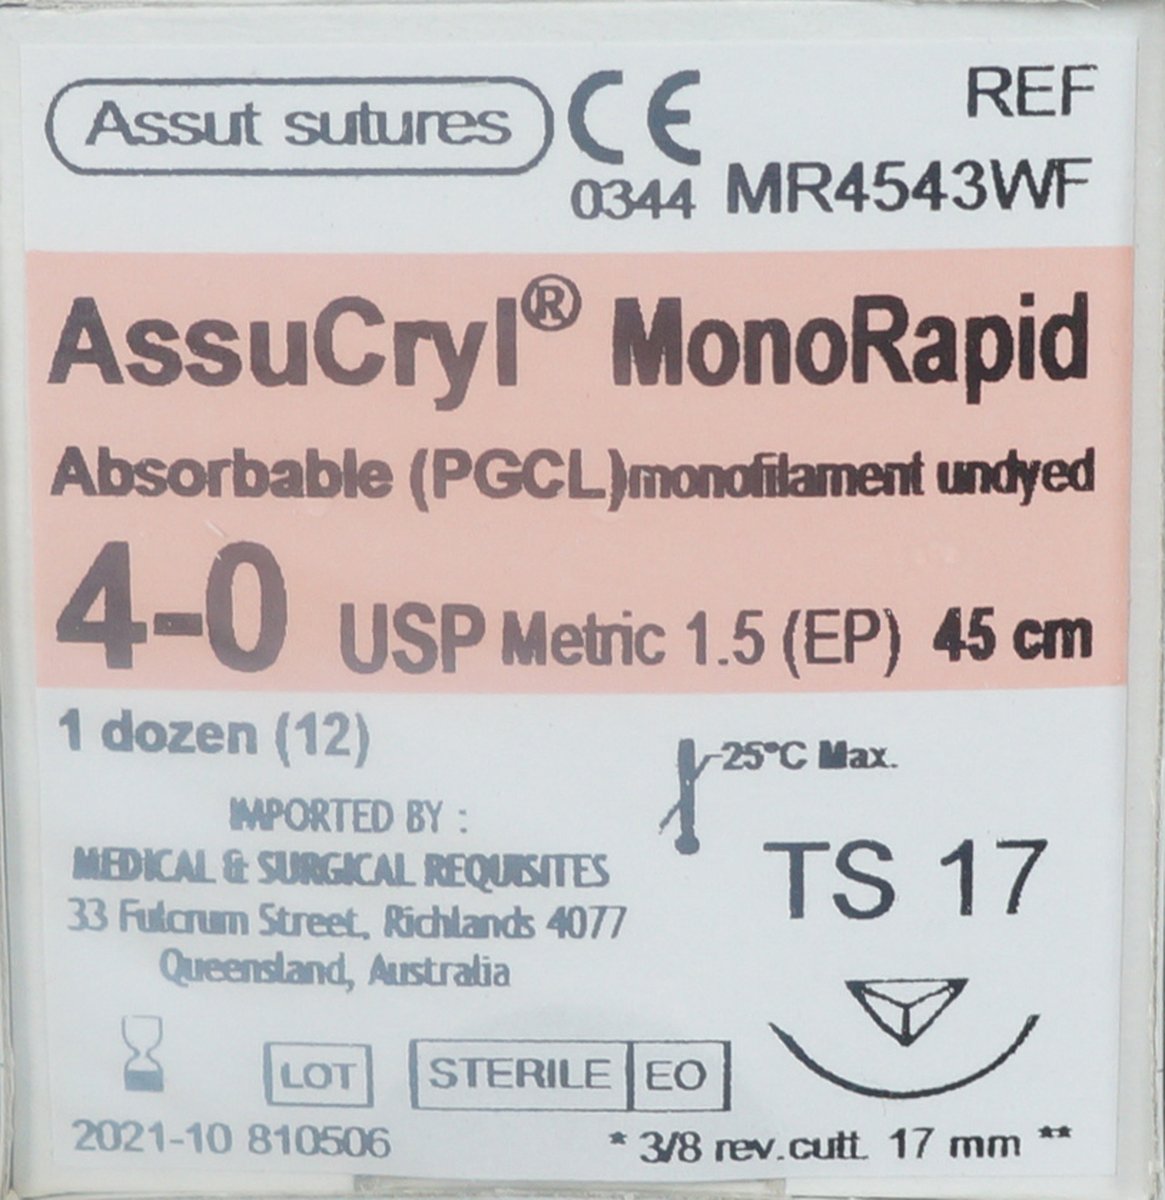 Assut sutures
CE
0344
REF
MR4543WF
AssuCryl® MonoRapid
Absorbable (PGCL)monofilament undyed
4-0 USP Metric 1.5 (EP) 45 cm
1 dozen (12)
25°C Max.
IMPORTED BY :
MEDICAL & SURGICAL REQUISITES
33 Fulcrum Street, Richlands 4077
Queensland, Australia
TS 17
LOT
STERILE EO
2021-10 810506
* 3/8 rev.cutt. 17 mm **